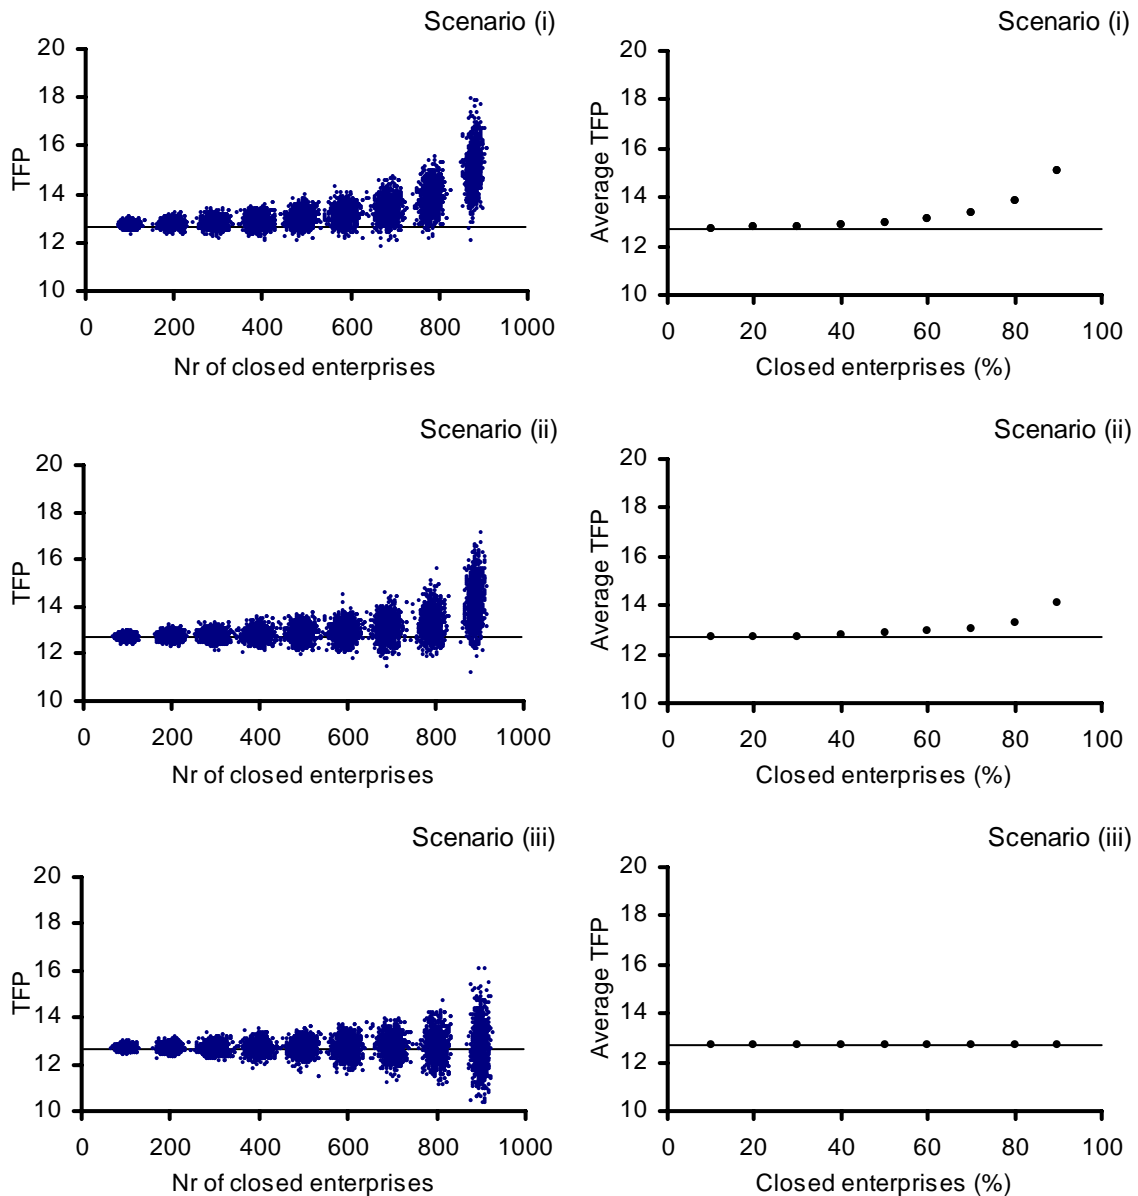 Scenario (i)
TFP
20
18
16
14
12
10
0 200 400 600 800 1000
Nr of closed enterprises
Scenario (i)
Average TFP
20
18
16
14
12
10
0 20 40 60 80 100
Closed enterprises (%)
Scenario (ii)
TFP
20
18
16
14
12
10
0 200 400 600 800 1000
Nr of closed enterprises
Scenario (ii)
Average TFP
20
18
16
14
12
10
0 20 40 60 80 100
Closed enterprises (%)
Scenario (iii)
TFP
20
18
16
14
12
10
0 200 400 600 800 1000
Nr of closed enterprises
Scenario (iii)
Average TFP
20
18
16
14
12
10
0 20 40 60 80 100
Closed enterprises (%)